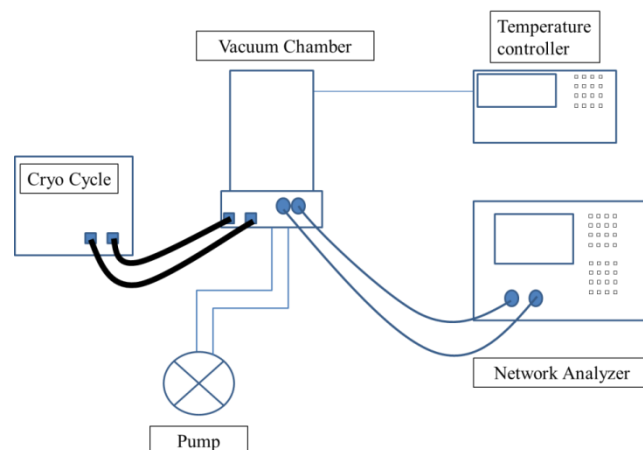 Vacuum Chamber
Temperature
controller
Cryo Cycle
Network Analyzer
Pump